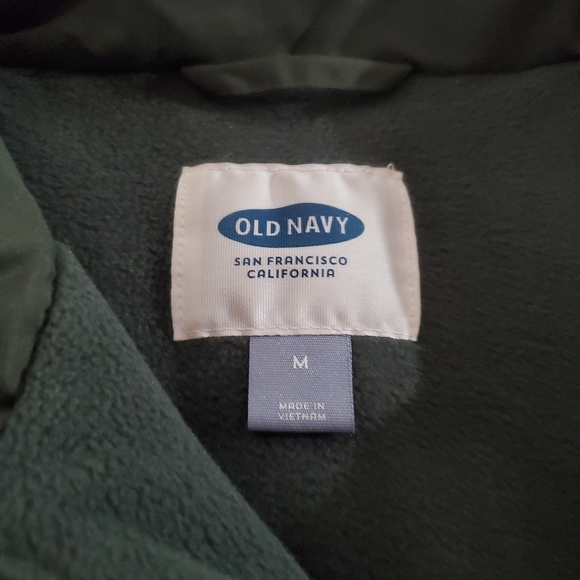 OLD NAVY
SAN FRANCISCO
CALIFORNIA
M
MADE IN
VIETNAM